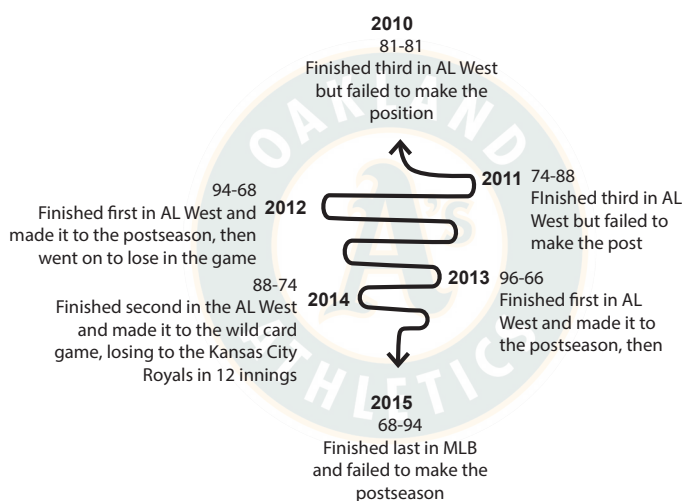 2010
81-81
Finished third in AL West
but failed to make the
position
2011
74-88
FInished third in AL
West but failed to
make the post
2012
94-68
Finished first in AL West and
made it to the postseason, then
went on to lose in the game
2013
96-66
Finished first in AL
West and made it to
the postseason, then
2014
88-74
Finished second in the AL West
and made it to the wild card
game, losing to the Kansas City
Royals in 12 innings
2015
68-94
Finished last in MLB
and failed to make the
postseason
OAKLAND
A's
ATHLETICS